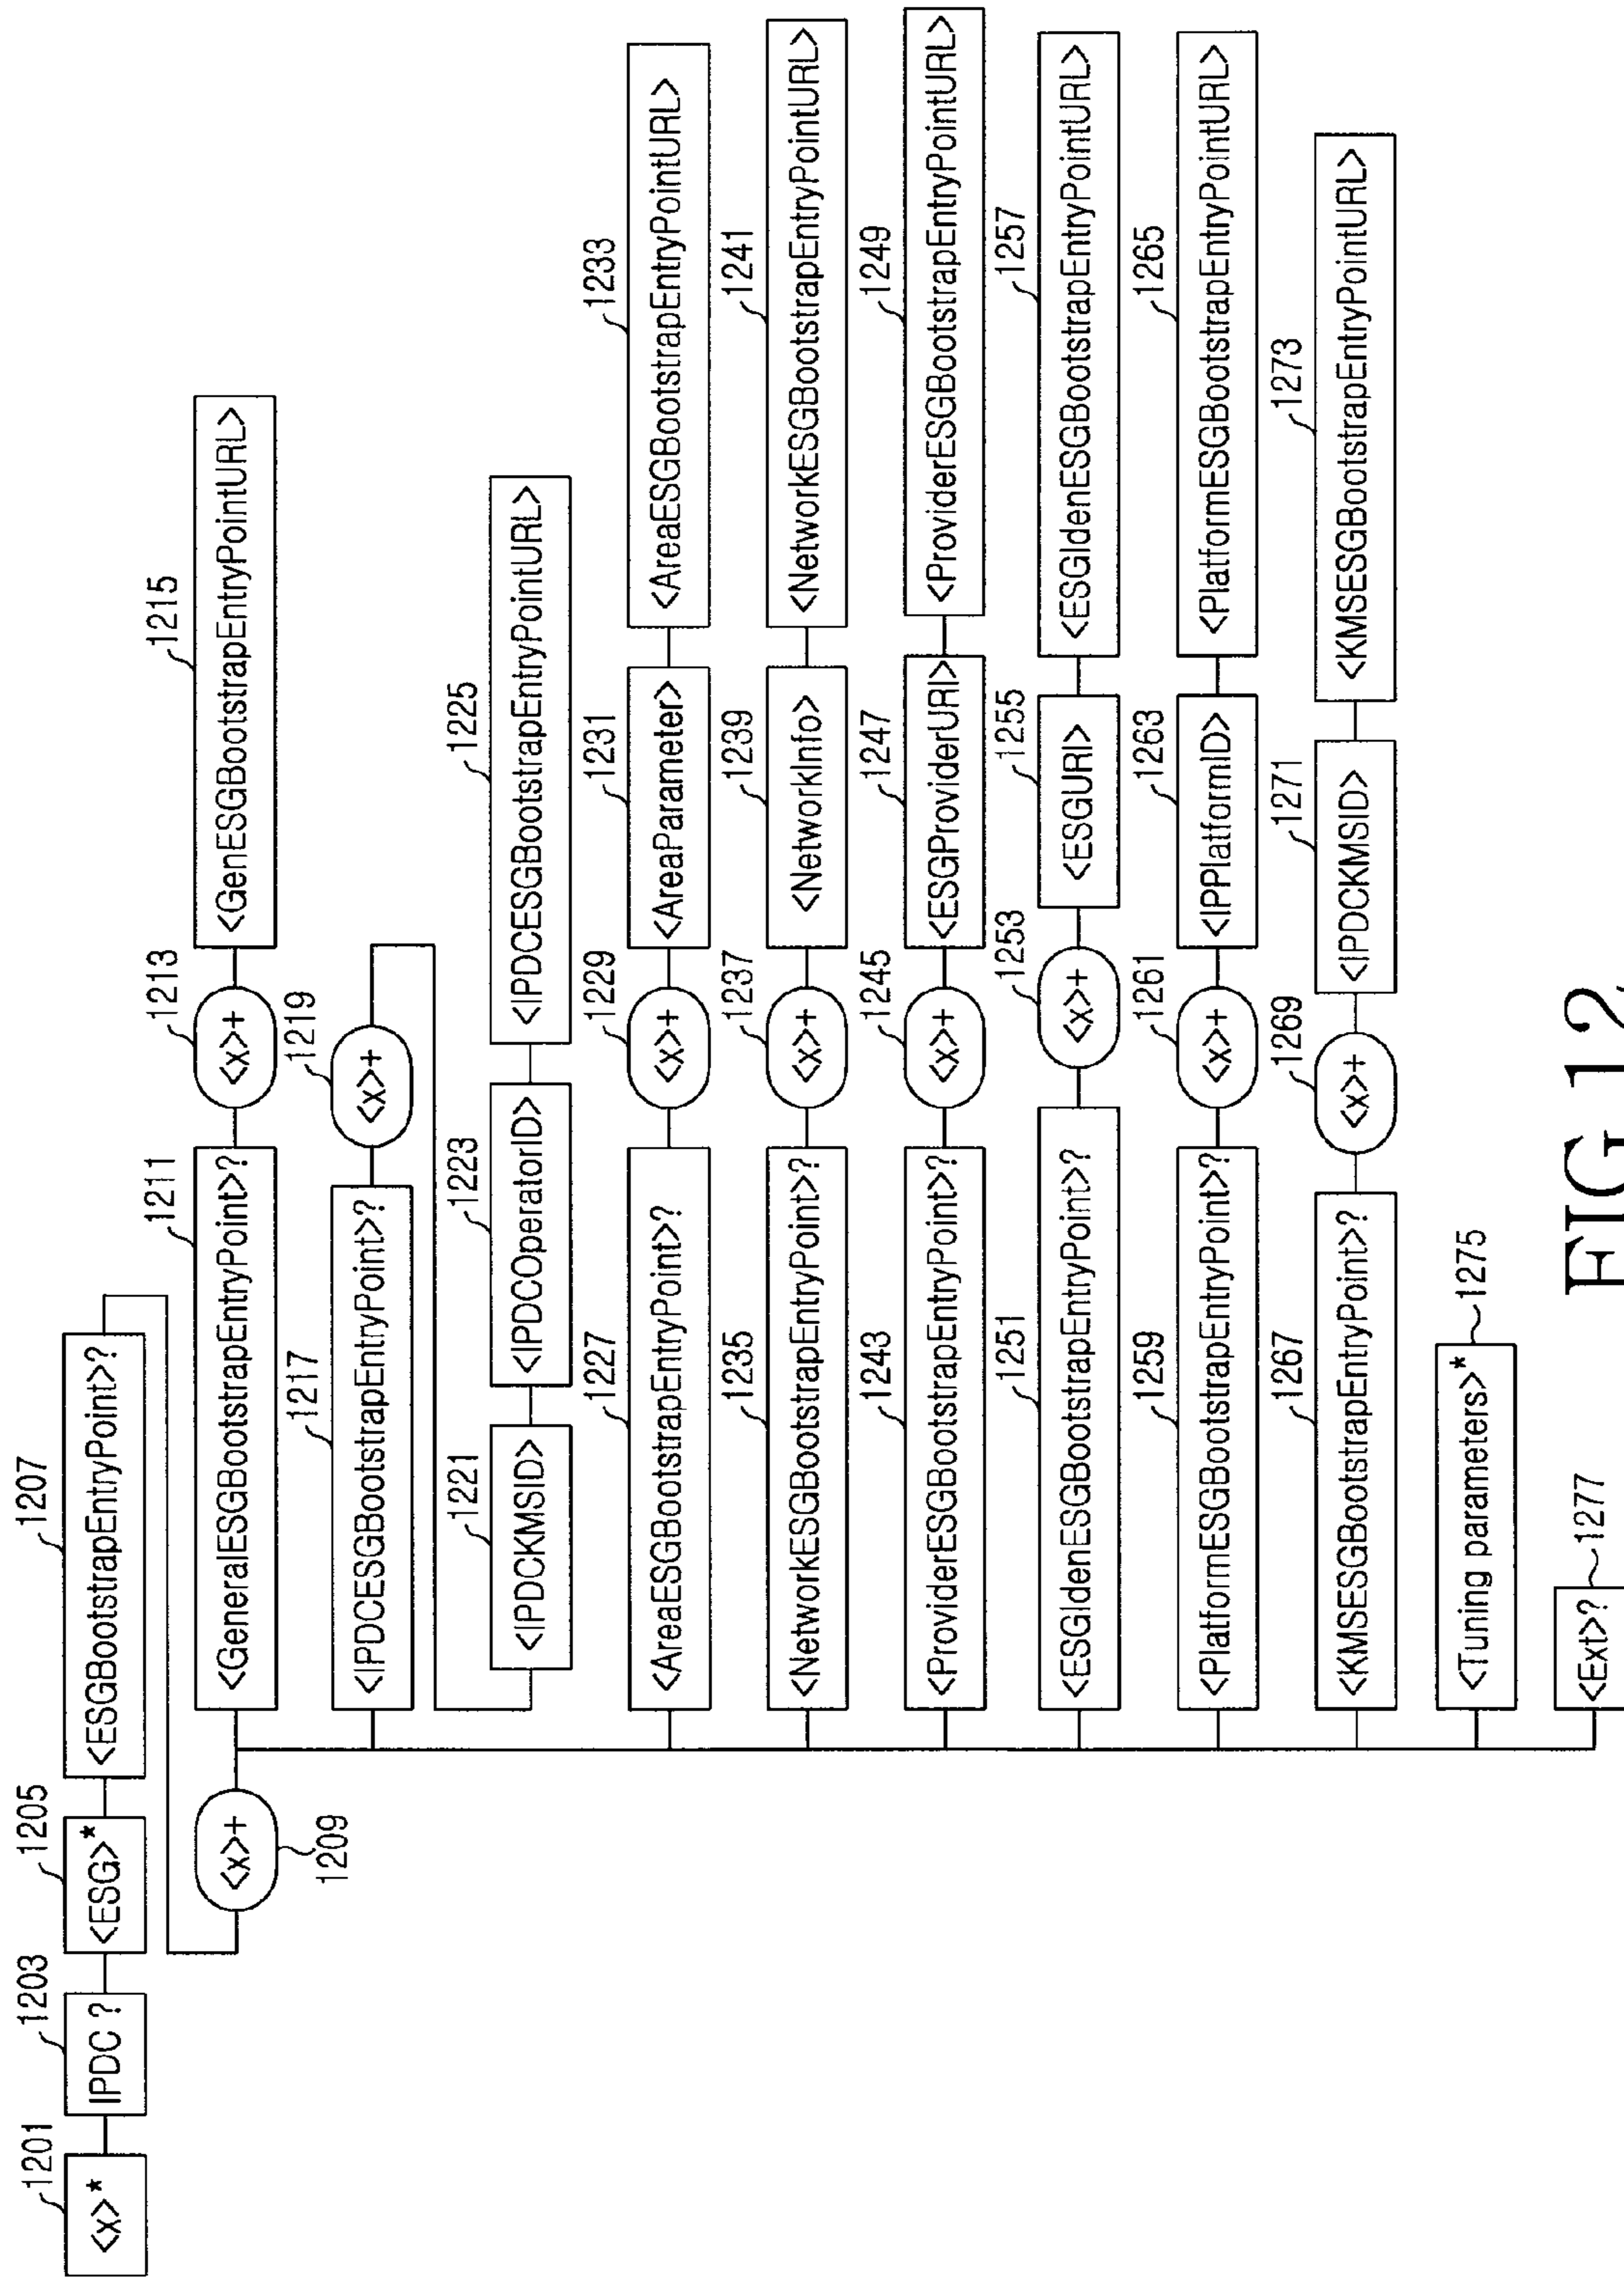 1201
<x>*
1203
IPDC ?
1205
<ESG>*
1207
<ESGBootstrapEntryPoint>?
1209
<x>+
1211
<GeneralESGBootstrapEntryPoint>?
1213
<x>+
1215
<GenESGBootstrapEntryPointURL>
1217
<IPDCESGBootstrapEntryPoint>?
1219
<x>+
1221
<IPDCKMSID>
1223
<IPDCOperatorID>
1225
<IPDCESGBootstrapEntryPointURL>
1227
<AreaESGBootstrapEntryPoint>?
1229
<x>+
1231
<AreaParameter>
1233
<AreaESGBootstrapEntryPointURL>
1235
<NetworkESGBootstrapEntryPoint>?
1237
<x>+
1239
<NetworkInfo>
1241
<NetworkESGBootstrapEntryPointURL>
1243
<ProviderESGBootstrapEntryPoint>?
1245
<x>+
1247
<ESGProviderURI>
1249
<ProviderESGBootstrapEntryPointURL>
1251
<ESGIdenESGBootstrapEntryPoint>?
1253
<x>+
1255
<ESGURI>
1257
<ESGIdenESGBootstrapEntryPointURL>
1259
<PlatformESGBootstrapEntryPoint>?
1261
<x>+
1263
<IPPlatformID>
1265
<PlatformESGBootstrapEntryPointURL>
1267
<KMSESGBootstrapEntryPoint>?
1269
<x>+
1271
<IPDCKMSID>
1273
<KMSESGBootstrapEntryPointURL>
1275
<Tuning parameters>*
1277
<Ext>?
FIG.12